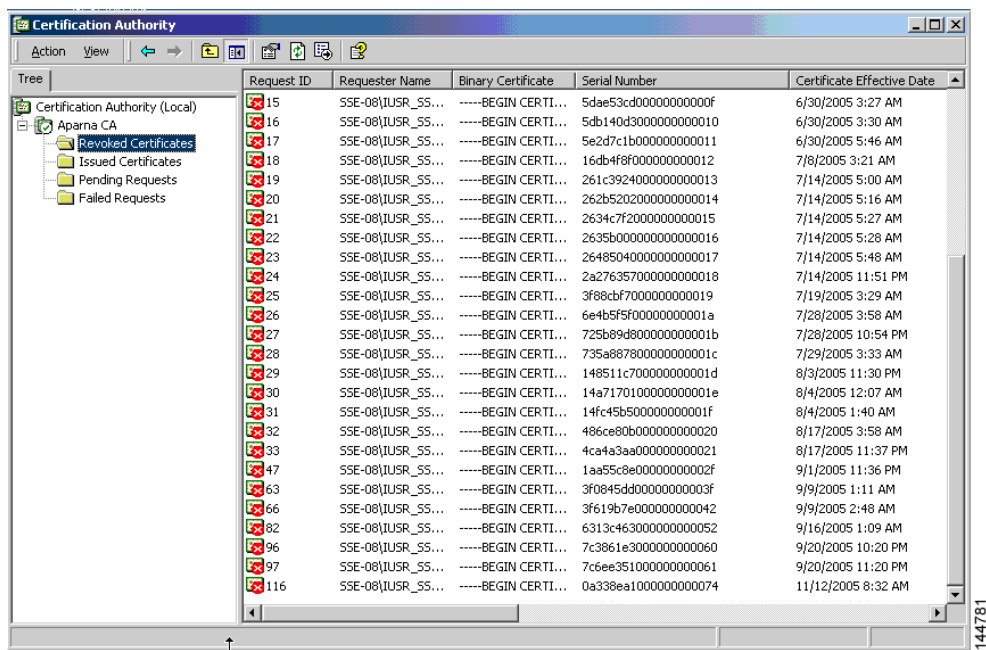 Certification Authority
Action View
Tree
Request ID Requester Name Binary Certificate Serial Number Certificate Effective Date
Certification Authority (Local)
Aparna CA
Revoked Certificates
Issued Certificates
Pending Requests
Failed Requests
15 SSE-08\IUSR_SS... -----BEGIN CERTI... 5dae53cd00000000000f 6/30/2005 3:27 AM
16 SSE-08\IUSR_SS... -----BEGIN CERTI... 5db140d3000000000010 6/30/2005 3:30 AM
17 SSE-08\IUSR_SS... -----BEGIN CERTI... 5e2d7c1b000000000011 6/30/2005 5:46 AM
18 SSE-08\IUSR_SS... -----BEGIN CERTI... 16db4f8f000000000012 7/8/2005 3:21 AM
19 SSE-08\IUSR_SS... -----BEGIN CERTI... 261c3924000000000013 7/14/2005 5:00 AM
20 SSE-08\IUSR_SS... -----BEGIN CERTI... 262b5202000000000014 7/14/2005 5:16 AM
21 SSE-08\IUSR_SS... -----BEGIN CERTI... 2634c7f2000000000015 7/14/2005 5:27 AM
22 SSE-08\IUSR_SS... -----BEGIN CERTI... 2635b000000000000016 7/14/2005 5:28 AM
23 SSE-08\IUSR_SS... -----BEGIN CERTI... 26485040000000000017 7/14/2005 5:48 AM
24 SSE-08\IUSR_SS... -----BEGIN CERTI... 2a276357000000000018 7/14/2005 11:51 PM
25 SSE-08\IUSR_SS... -----BEGIN CERTI... 3f88cbf7000000000019 7/19/2005 3:29 AM
26 SSE-08\IUSR_SS... -----BEGIN CERTI... 6e4b5f5f00000000001a 7/28/2005 3:58 AM
27 SSE-08\IUSR_SS... -----BEGIN CERTI... 725b89d800000000001b 7/28/2005 10:54 PM
28 SSE-08\IUSR_SS... -----BEGIN CERTI... 735a887800000000001c 7/29/2005 3:33 AM
29 SSE-08\IUSR_SS... -----BEGIN CERTI... 148511c700000000001d 8/3/2005 11:30 PM
30 SSE-08\IUSR_SS... -----BEGIN CERTI... 14a7170100000000001e 8/4/2005 12:07 AM
31 SSE-08\IUSR_SS... -----BEGIN CERTI... 14fc45b500000000001f 8/4/2005 1:40 AM
32 SSE-08\IUSR_SS... -----BEGIN CERTI... 486ce80b000000000020 8/17/2005 3:58 AM
33 SSE-08\IUSR_SS... -----BEGIN CERTI... 4ca4a3aa000000000021 8/17/2005 11:37 PM
47 SSE-08\IUSR_SS... -----BEGIN CERTI... 1aa55c8e00000000002f 9/1/2005 11:36 PM
63 SSE-08\IUSR_SS... -----BEGIN CERTI... 3f0845dd00000000003f 9/9/2005 1:11 AM
66 SSE-08\IUSR_SS... -----BEGIN CERTI... 3f619b7e000000000042 9/9/2005 2:48 AM
82 SSE-08\IUSR_SS... -----BEGIN CERTI... 6313c463000000000052 9/16/2005 1:09 AM
96 SSE-08\IUSR_SS... -----BEGIN CERTI... 7c3861e3000000000060 9/20/2005 10:20 PM
97 SSE-08\IUSR_SS... -----BEGIN CERTI... 7c6ee351000000000061 9/20/2005 11:20 PM
116 SSE-08\IUSR_SS... -----BEGIN CERTI... 0a338ea1000000000074 11/12/2005 8:32 AM
144781